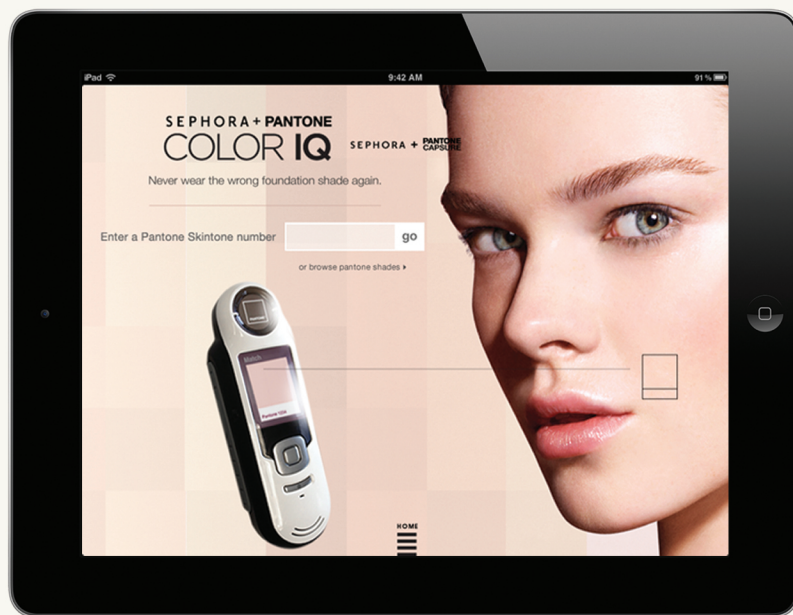 iPad
9:42 AM
91%
SEPHORA + PANTONE
COLOR IQ
SEPHORA + PANTONE CAPSURE
Never wear the wrong foundation shade again.
Enter a Pantone Skintone number
go
or browse pantone shades
PANTONE
Match
HOME